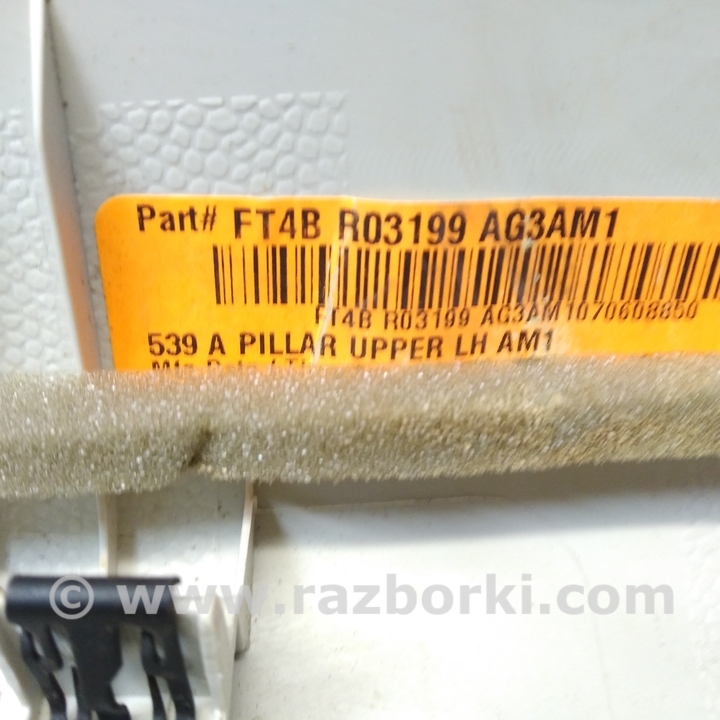 Part# FT4B R03199 AG3AM1
FT4B R03199 AG3AM1070608850
539 A PILLAR UPPER LH AM1
© www.razborki.com